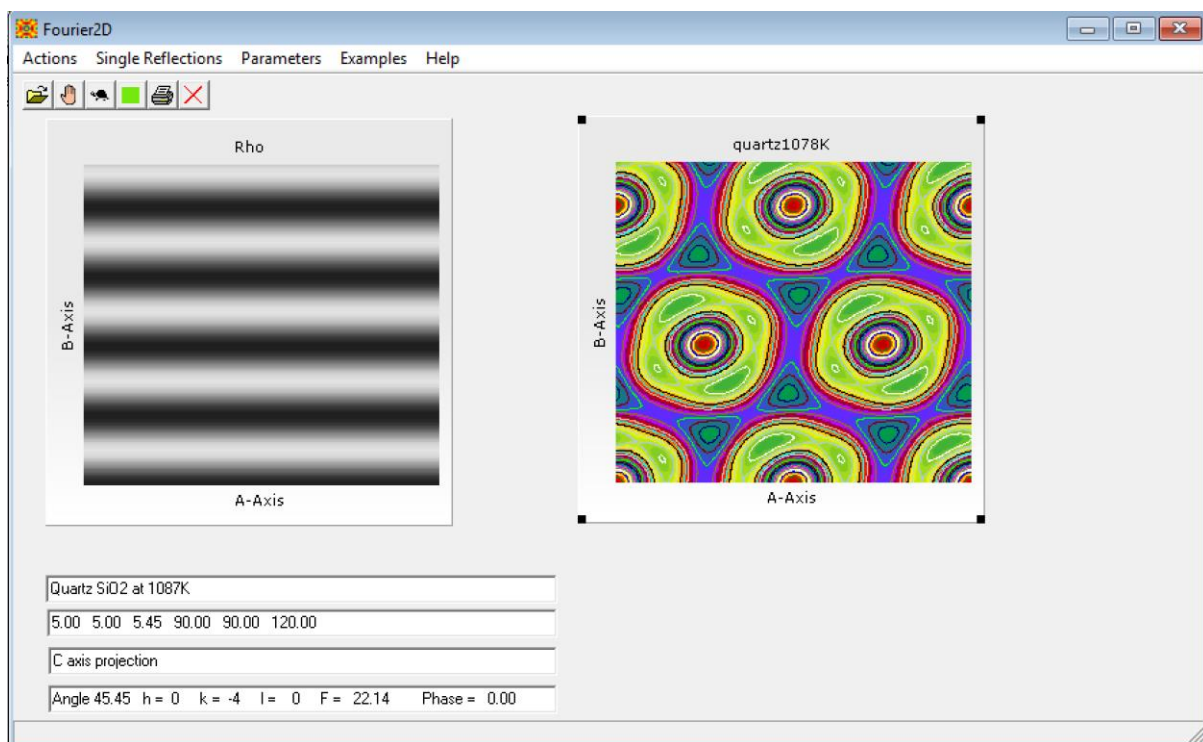 Fourier2D
Actions Single Reflections Parameters Examples Help
Rho
B-Axis
A-Axis
quartz1078K
B-Axis
A-Axis
Quartz SiO2 at 1087K
5.00 5.00 5.45 90.00 90.00 120.00
C axis projection
Angle 45.45 h = 0 k = -4 l = 0 F = 22.14 Phase = 0.00